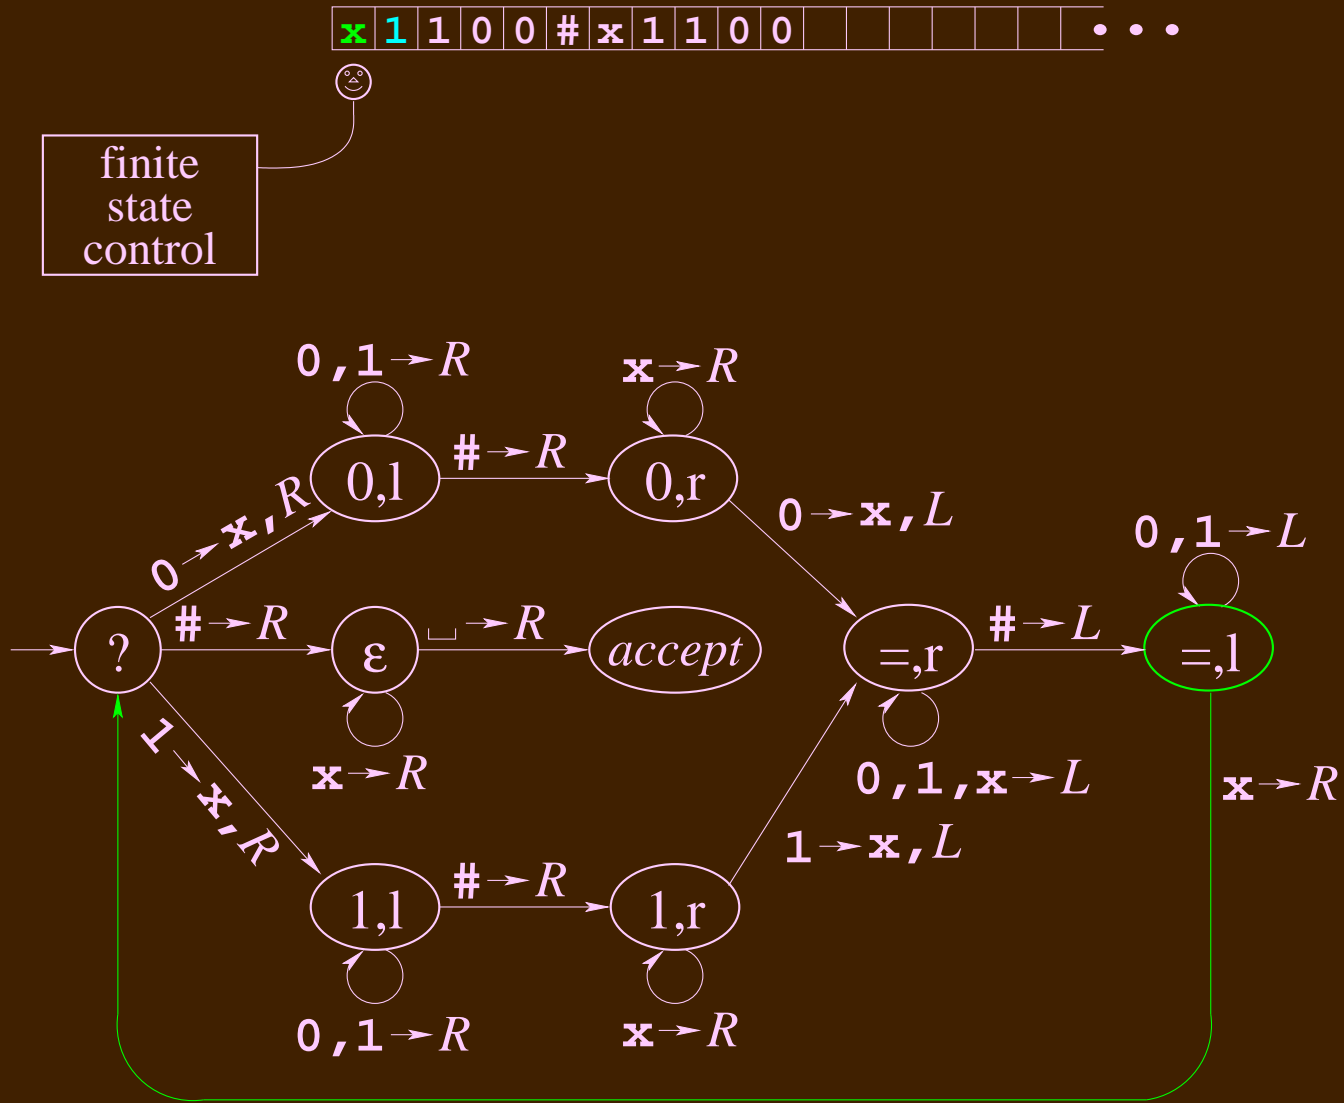 x 1 1 0 0 # x 1 1 0 0 • • •
finite
state
control
0,1→R
x→R
0,l
#→R
0,r
0→x,R
0→x,L
0,1→L
?
#→R
ε
␣→R
accept
=,r
#→L
=,l
x→R
0,1,x→L
x→R
1→x,R
1→x,L
1,l
#→R
1,r
0,1→R
x→R